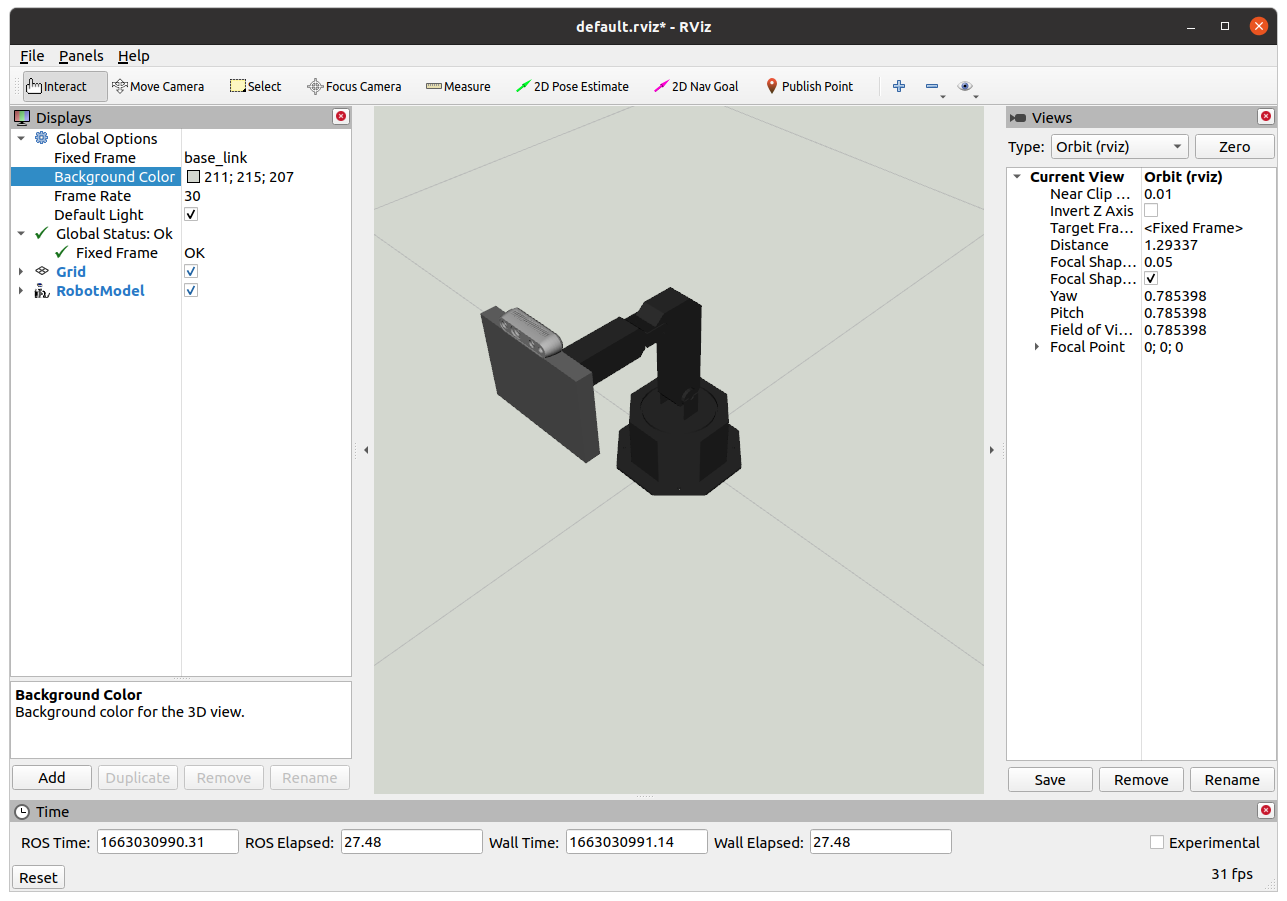 default.rviz* - RViz
File Panels Help
Interact Move Camera Select Focus Camera Measure 2D Pose Estimate 2D Nav Goal Publish Point
Displays
Global Options
Fixed Frame base_link
Background Color 211; 215; 207
Frame Rate 30
Default Light
Global Status: Ok
Fixed Frame OK
Grid
RobotModel
Background Color
Background color for the 3D view.
Add Duplicate Remove Rename
Views
Type: Orbit (rviz) Zero
Current View Orbit (rviz)
Near Clip ... 0.01
Invert Z Axis
Target Fra... <Fixed Frame>
Distance 1.29337
Focal Shap... 0.05
Focal Shap...
Yaw 0.785398
Pitch 0.785398
Field of Vi... 0.785398
Focal Point 0; 0; 0
Save Remove Rename
Time
ROS Time: 1663030990.31 ROS Elapsed: 27.48 Wall Time: 1663030991.14 Wall Elapsed: 27.48 Experimental
Reset 31 fps